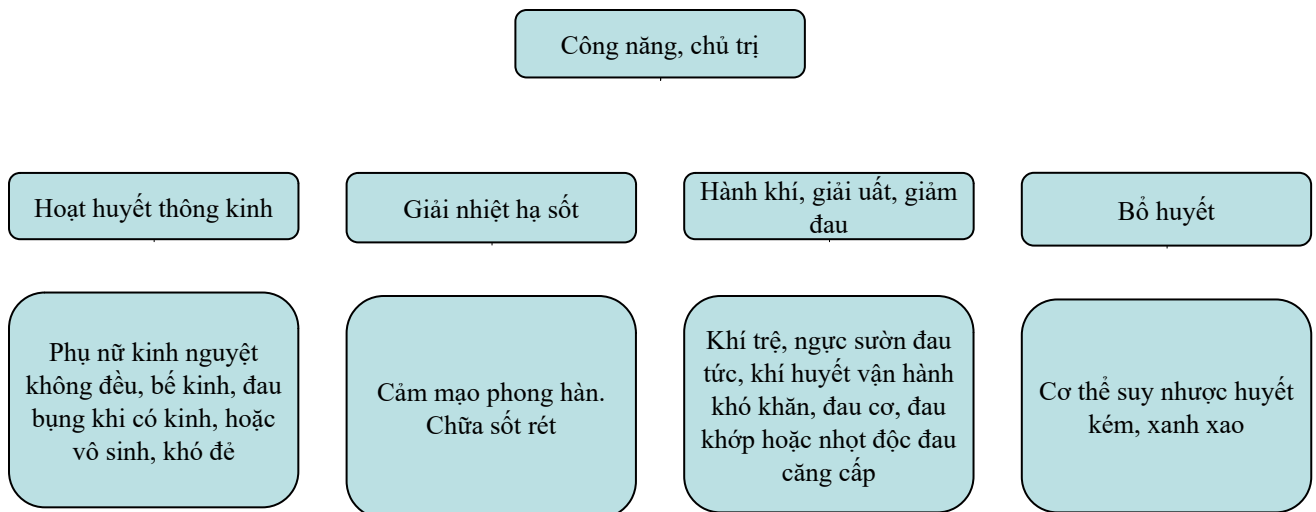 Công năng, chủ trị
Hoạt huyết thông kinh
Giải nhiệt hạ sốt
Hành khí, giải uất, giảm
đau
Bổ huyết
Phụ nữ kinh nguyệt
không đều, bế kinh, đau
bụng khi có kinh, hoặc
vô sinh, khó đẻ
Cảm mạo phong hàn.
Chữa sốt rét
Khí trệ, ngực sườn đau
tức, khí huyết vận hành
khó khăn, đau cơ, đau
khớp hoặc nhọt độc đau
căng cấp
Cơ thể suy nhược huyết
kém, xanh xao